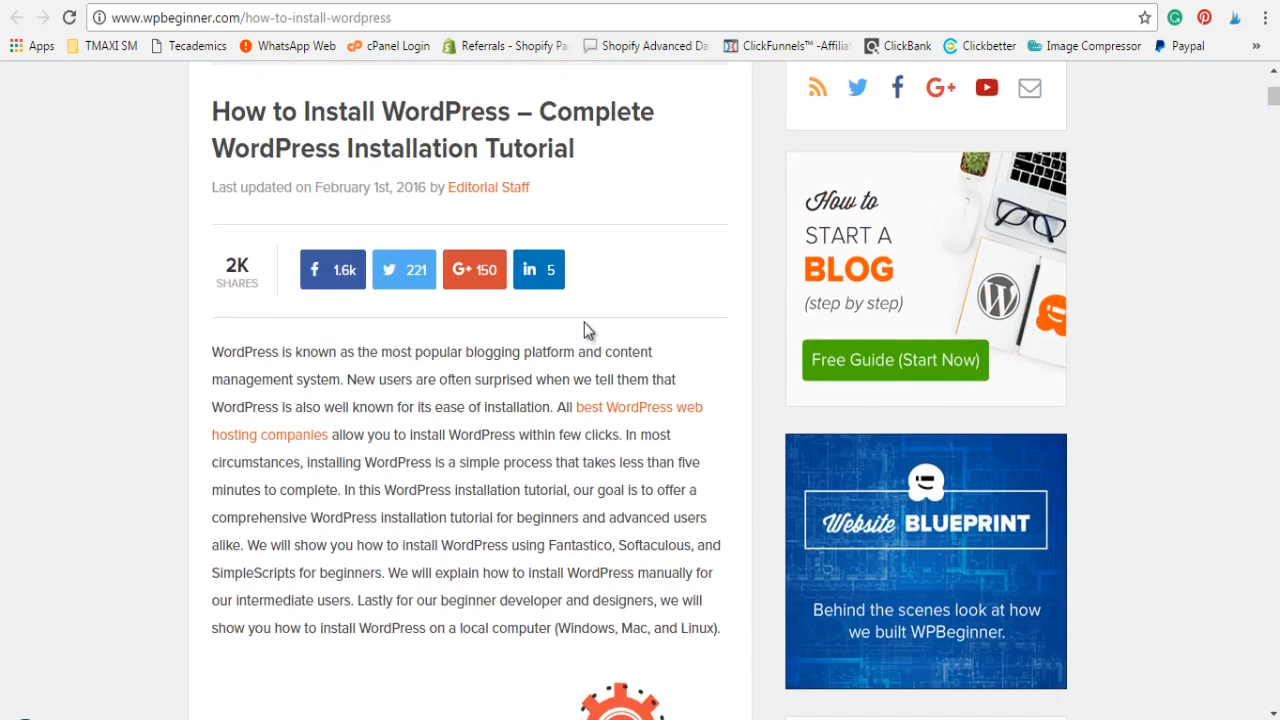 www.wpbeginner.com/how-to-install-wordpress
Apps TMAXI SM Tecademics WhatsApp Web cPanel Login Referrals - Shopify Pa Shopify Advanced Da ClickFunnels™ -Affilia ClickBank Clickbetter Image Compressor Paypal »
How to Install WordPress – Complete
WordPress Installation Tutorial
Last updated on February 1st, 2016 by Editorial Staff
2K
SHARES
1.6k 221 G+ 150 in 5
WordPress is known as the most popular blogging platform and content
management system. New users are often surprised when we tell them that
WordPress is also well known for its ease of installation. All best WordPress web
hosting companies allow you to install WordPress within few clicks. In most
circumstances, installing WordPress is a simple process that takes less than five
minutes to complete. In this WordPress installation tutorial, our goal is to offer a
comprehensive WordPress installation tutorial for beginners and advanced users
alike. We will show you how to install WordPress using Fantastico, Softaculous, and
SimpleScripts for beginners. We will explain how to install WordPress manually for
our intermediate users. Lastly for our beginner developer and designers, we will
show you how to install WordPress on a local computer (Windows, Mac, and Linux).
G+
How to
START A
BLOG
(step by step)
Free Guide (Start Now)
Website BLUEPRINT
Behind the scenes look at how
we built WPBeginner.